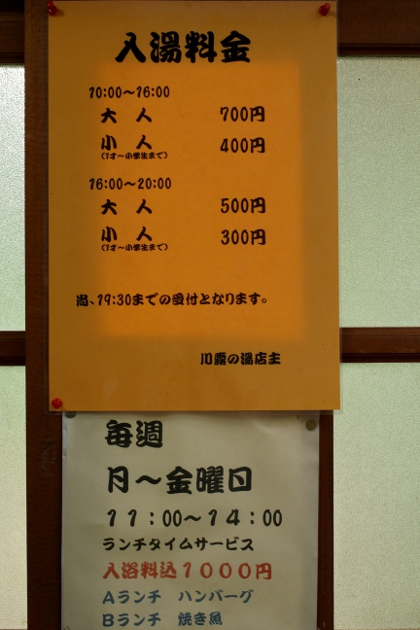 入湯料金
10:00〜16:00
大人 700円
小人 400円
(1才〜小学生まで)
16:00〜20:00
大人 500円
小人 300円
(1才〜小学生まで)
尚、19:30までの受付となります。
川霧の湯店主
毎週
月〜金曜日
11:00〜14:00
ランチタイムサービス
入浴料込1000円
Aランチ ハンバーグ
Bランチ 焼き魚